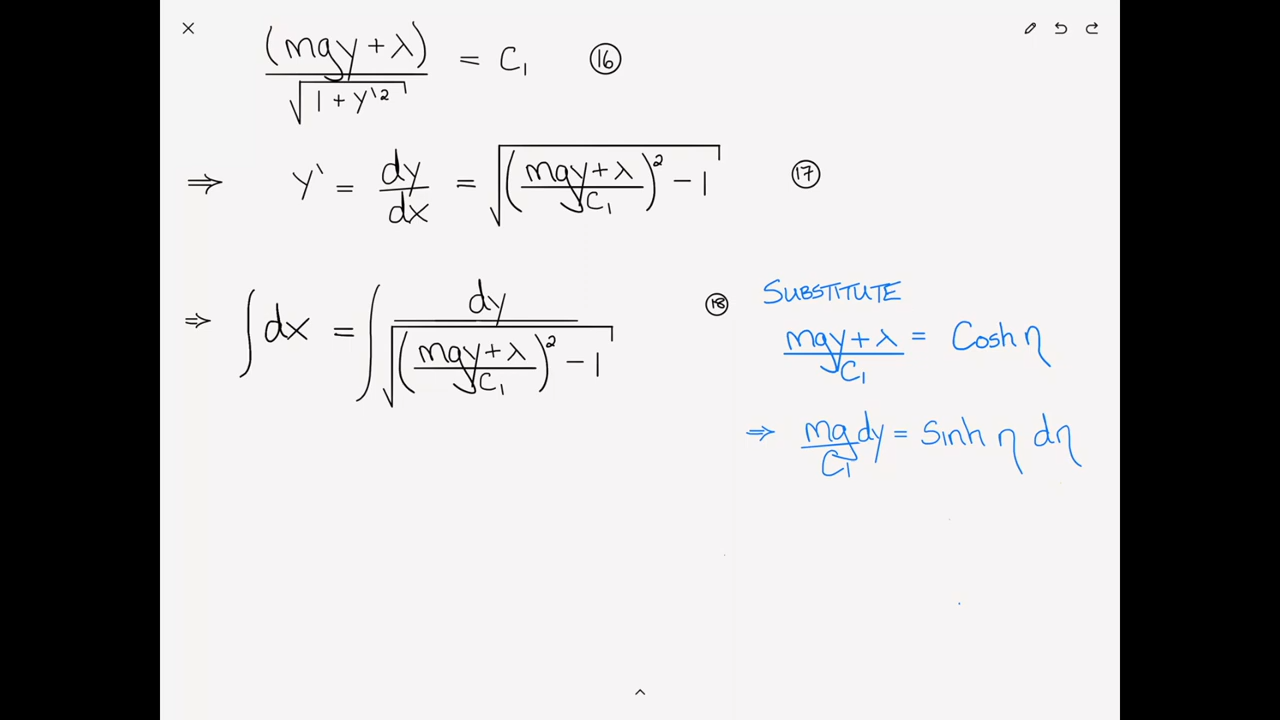 (mgy + λ) / √(1 + y'²) = C₁ ⑯
⇒ y' = dy/dx = √(((mgy + λ)/C₁)² − 1) ⑰
⇒ ∫dx = ∫ dy / √(((mgy + λ)/C₁)² − 1) ⑱
SUBSTITUTE
(mgy + λ)/C₁ = Cosh η
⇒ mg/C₁ dy = Sinh η dη